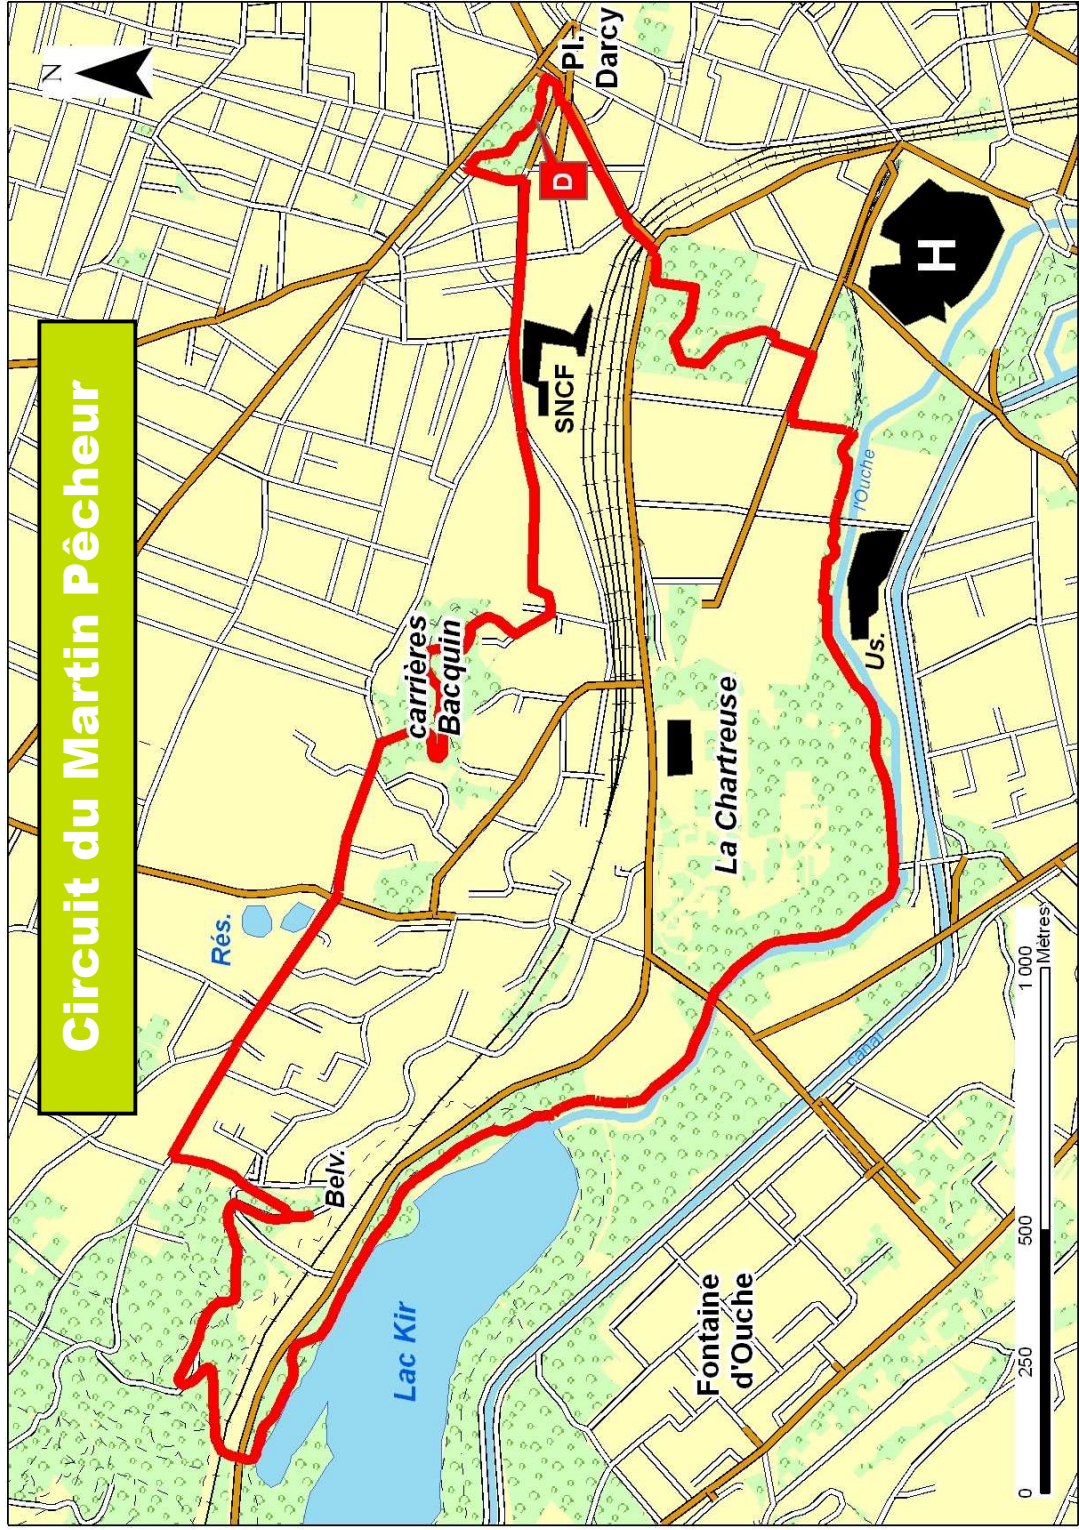 Circuit du Martin Pêcheur
N
Pl.
Darcy
D
SNCF
H
carrières
Bacquin
Rés.
l'Ouche
Us.
La Chartreuse
Belv.
Lac Kir
canal
Fontaine
d'Ouche
0 250 500 1 000
Mètres